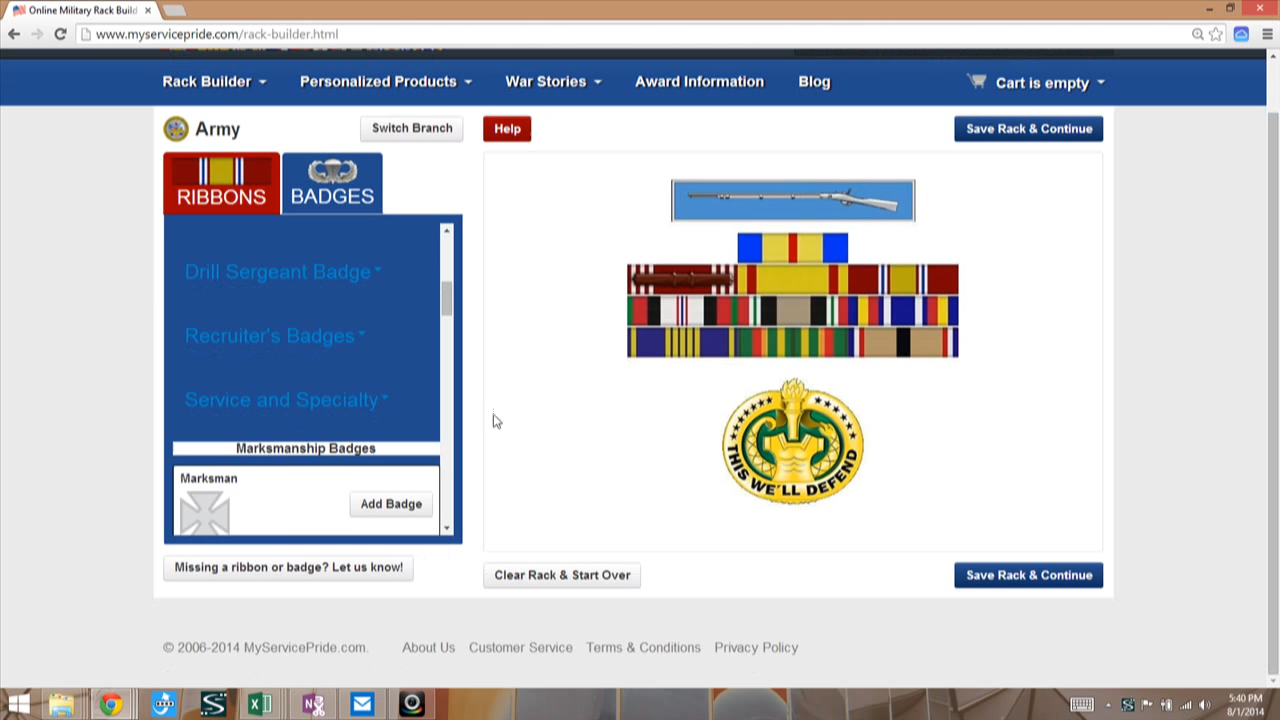 Online Military Rack Build
www.myservicepride.com/rack-builder.html
Rack Builder
Personalized Products
War Stories
Award Information
Blog
Cart is empty
Army
Switch Branch
Help
Save Rack & Continue
RIBBONS
BADGES
Drill Sergeant Badge
Recruiter's Badges
Service and Specialty
Marksmanship Badges
Marksman
Add Badge
THIS WE'LL DEFEND
Missing a ribbon or badge? Let us know!
Clear Rack & Start Over
Save Rack & Continue
© 2006-2014 MyServicePride.com.
About Us
Customer Service
Terms & Conditions
Privacy Policy
5:40 PM
8/1/2014